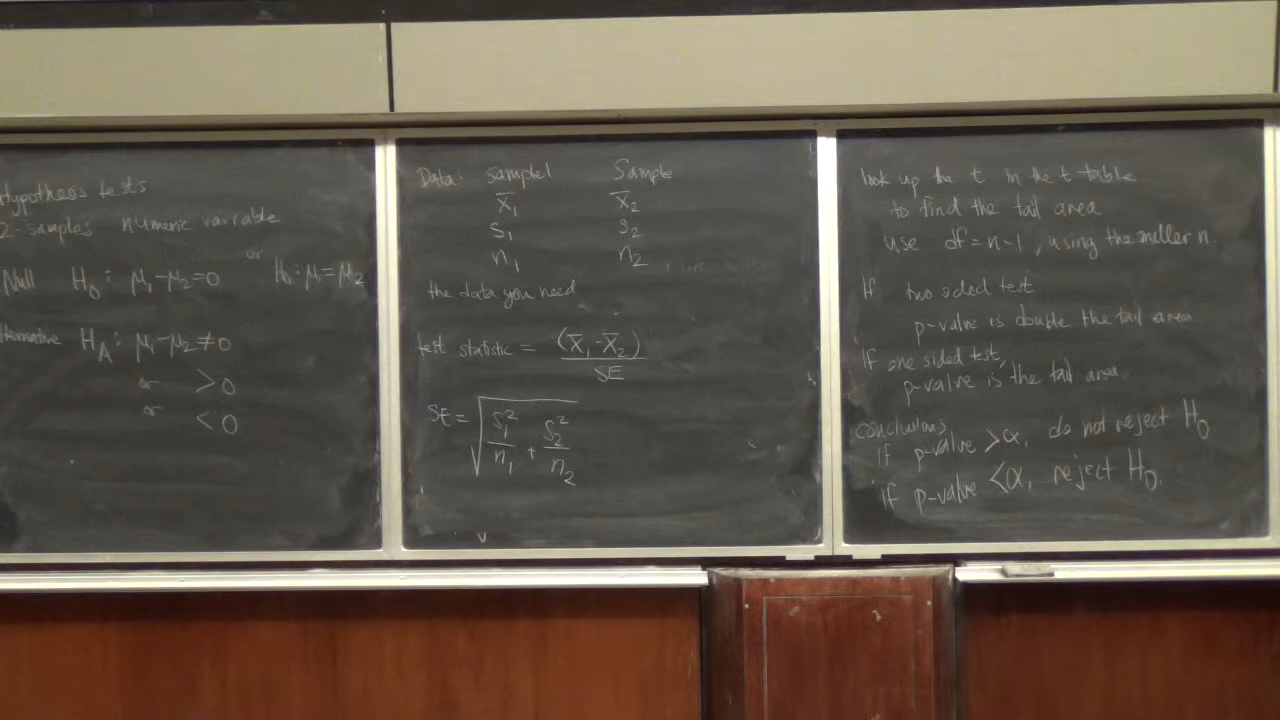 Hypothesis tests
2-samples numeric variable
Null H₀: μ₁-μ₂=0 or H₀: μ₁=μ₂
Alternative H_A: μ₁-μ₂≠0
or >0
or <0
Data: Sample1 Sample
x̄₁ x̄₂
s₁ s₂
n₁ n₂
the data you need
test statistic = (x̄₁-x̄₂)/SE
SE = √(s₁²/n₁ + s₂²/n₂)
look up the t in the t table
to find the tail area
use df=n-1, using the smaller n.
If two sided test
p-value is double the tail area
If one sided test,
p-value is the tail area
conclusions
if p-value >α, do not reject H₀
if p-value <α, reject H₀.